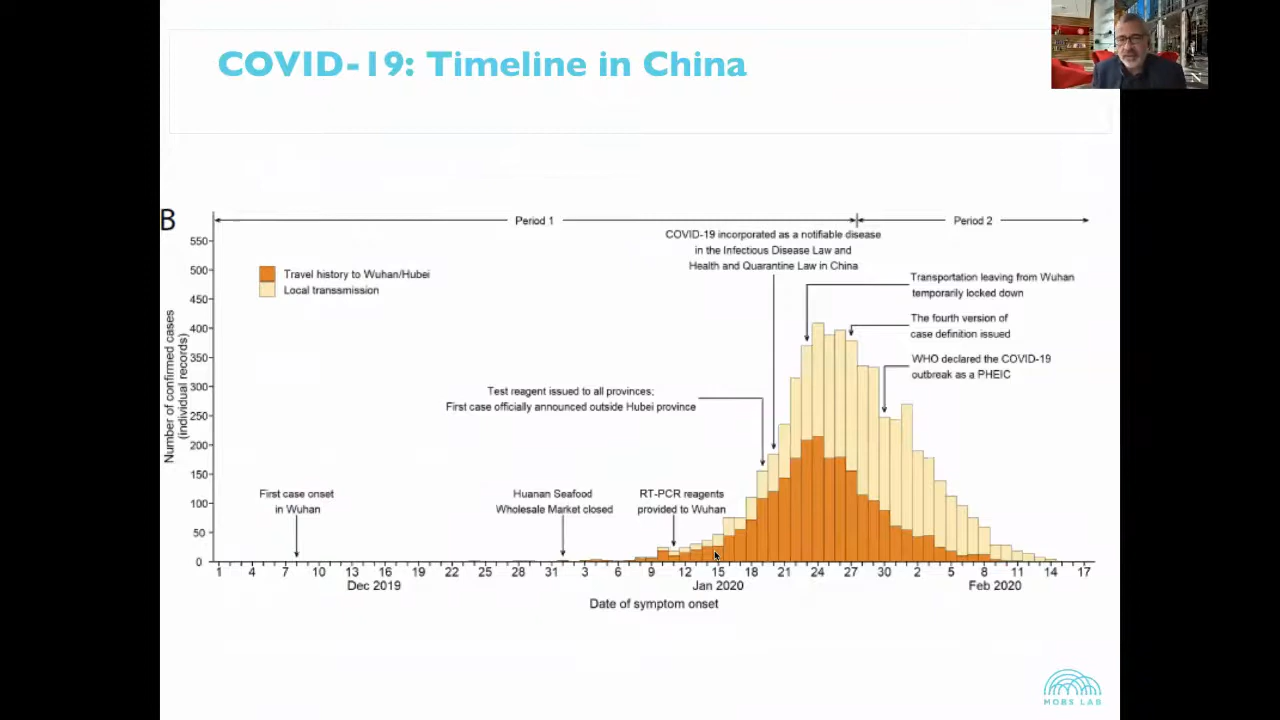 COVID-19: Timeline in China
N
B
Period 1
Period 2
COVID-19 incorporated as a notifiable disease
in the Infectious Disease Law and
Health and Quarantine Law in China
Travel history to Wuhan/Hubei
Local transsmission
Transportation leaving from Wuhan
temporarily locked down
The fourth version of
case definition issued
WHO declared the COVID-19
outbreak as a PHEIC
Test reagent issued to all provinces;
First case officially announced outside Hubei province
First case onset
in Wuhan
Huanan Seafood
Wholesale Market closed
RT-PCR reagents
provided to Wuhan
Number of confirmed cases
(individual records)
550
500
450
400
350
300
250
200
150
100
50
0
1 4 7 10 13 16 19 22 25 28 31 3 6 9 12 15 18 21 24 27 30 2 5 8 11 14 17
Dec 2019 Jan 2020 Feb 2020
Date of symptom onset
MOBS LAB